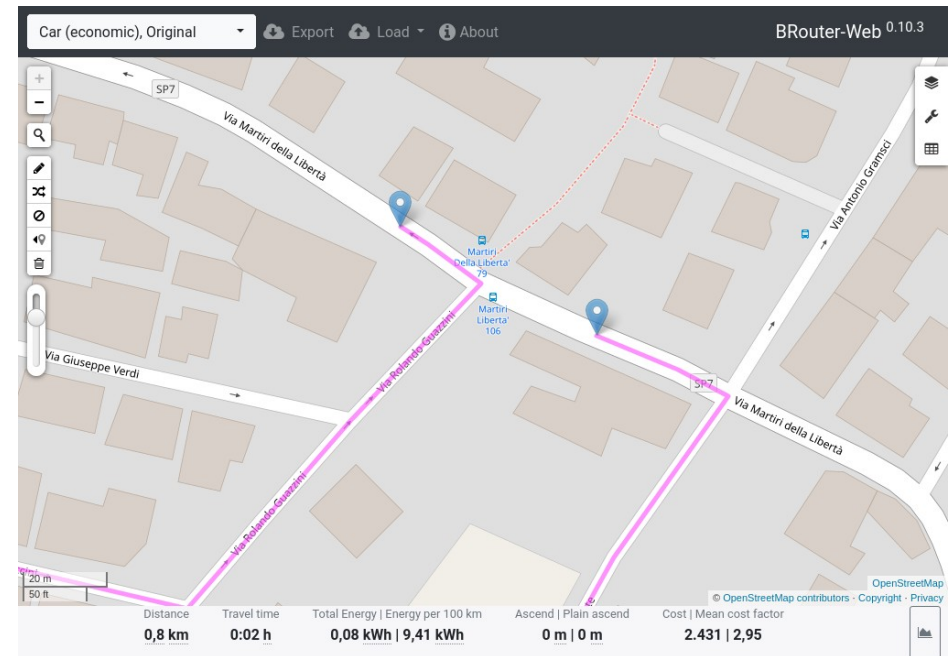 Car (economic), Original
Export
Load
About
BRouter-Web 0.10.3
SP7
Via Martiri della Libertà
Via Antonio Gramsci
Martiri
Della Liberta'
79
Martiri
Liberta'
106
Via Rolando Guazzini
Via Giuseppe Verdi
SP7
Via Martiri della Libertà
Via Rolando Guazzini
20 m
50 ft
OpenStreetMap
© OpenStreetMap contributors · Copyright · Privacy
Distance
Travel time
Total Energy | Energy per 100 km
Ascend | Plain ascend
Cost | Mean cost factor
0,8 km
0:02 h
0,08 kWh | 9,41 kWh
0 m | 0 m
2.431 | 2,95